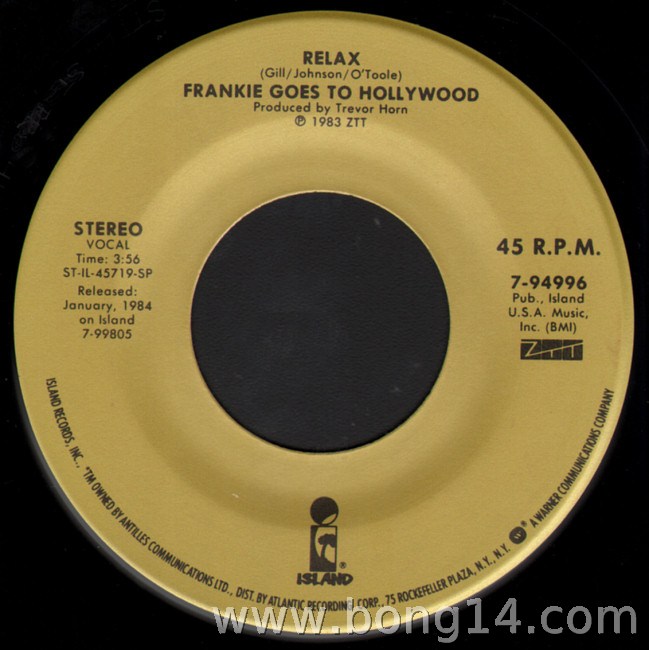 RELAX
(Gill/Johnson/O'Toole)
FRANKIE GOES TO HOLLYWOOD
Produced by Trevor Horn
℗ 1983 ZTT
STEREO
VOCAL
Time: 3:56
ST-IL-45719-SP
Released:
January, 1984
on Island
7-99805
45 R.P.M.
7-94996
Pub., Island
U.S.A. Music,
Inc. (BMI)
ZTT
ISLAND®
ISLAND RECORDS, INC., "TM OWNED BY ANTILLES COMMUNICATIONS LTD., DIST. BY ATLANTIC RECORDING CORP., 75 ROCKEFELLER PLAZA, N.Y., N.Y. A WARNER COMMUNICATIONS COMPANY
www.bong14.com